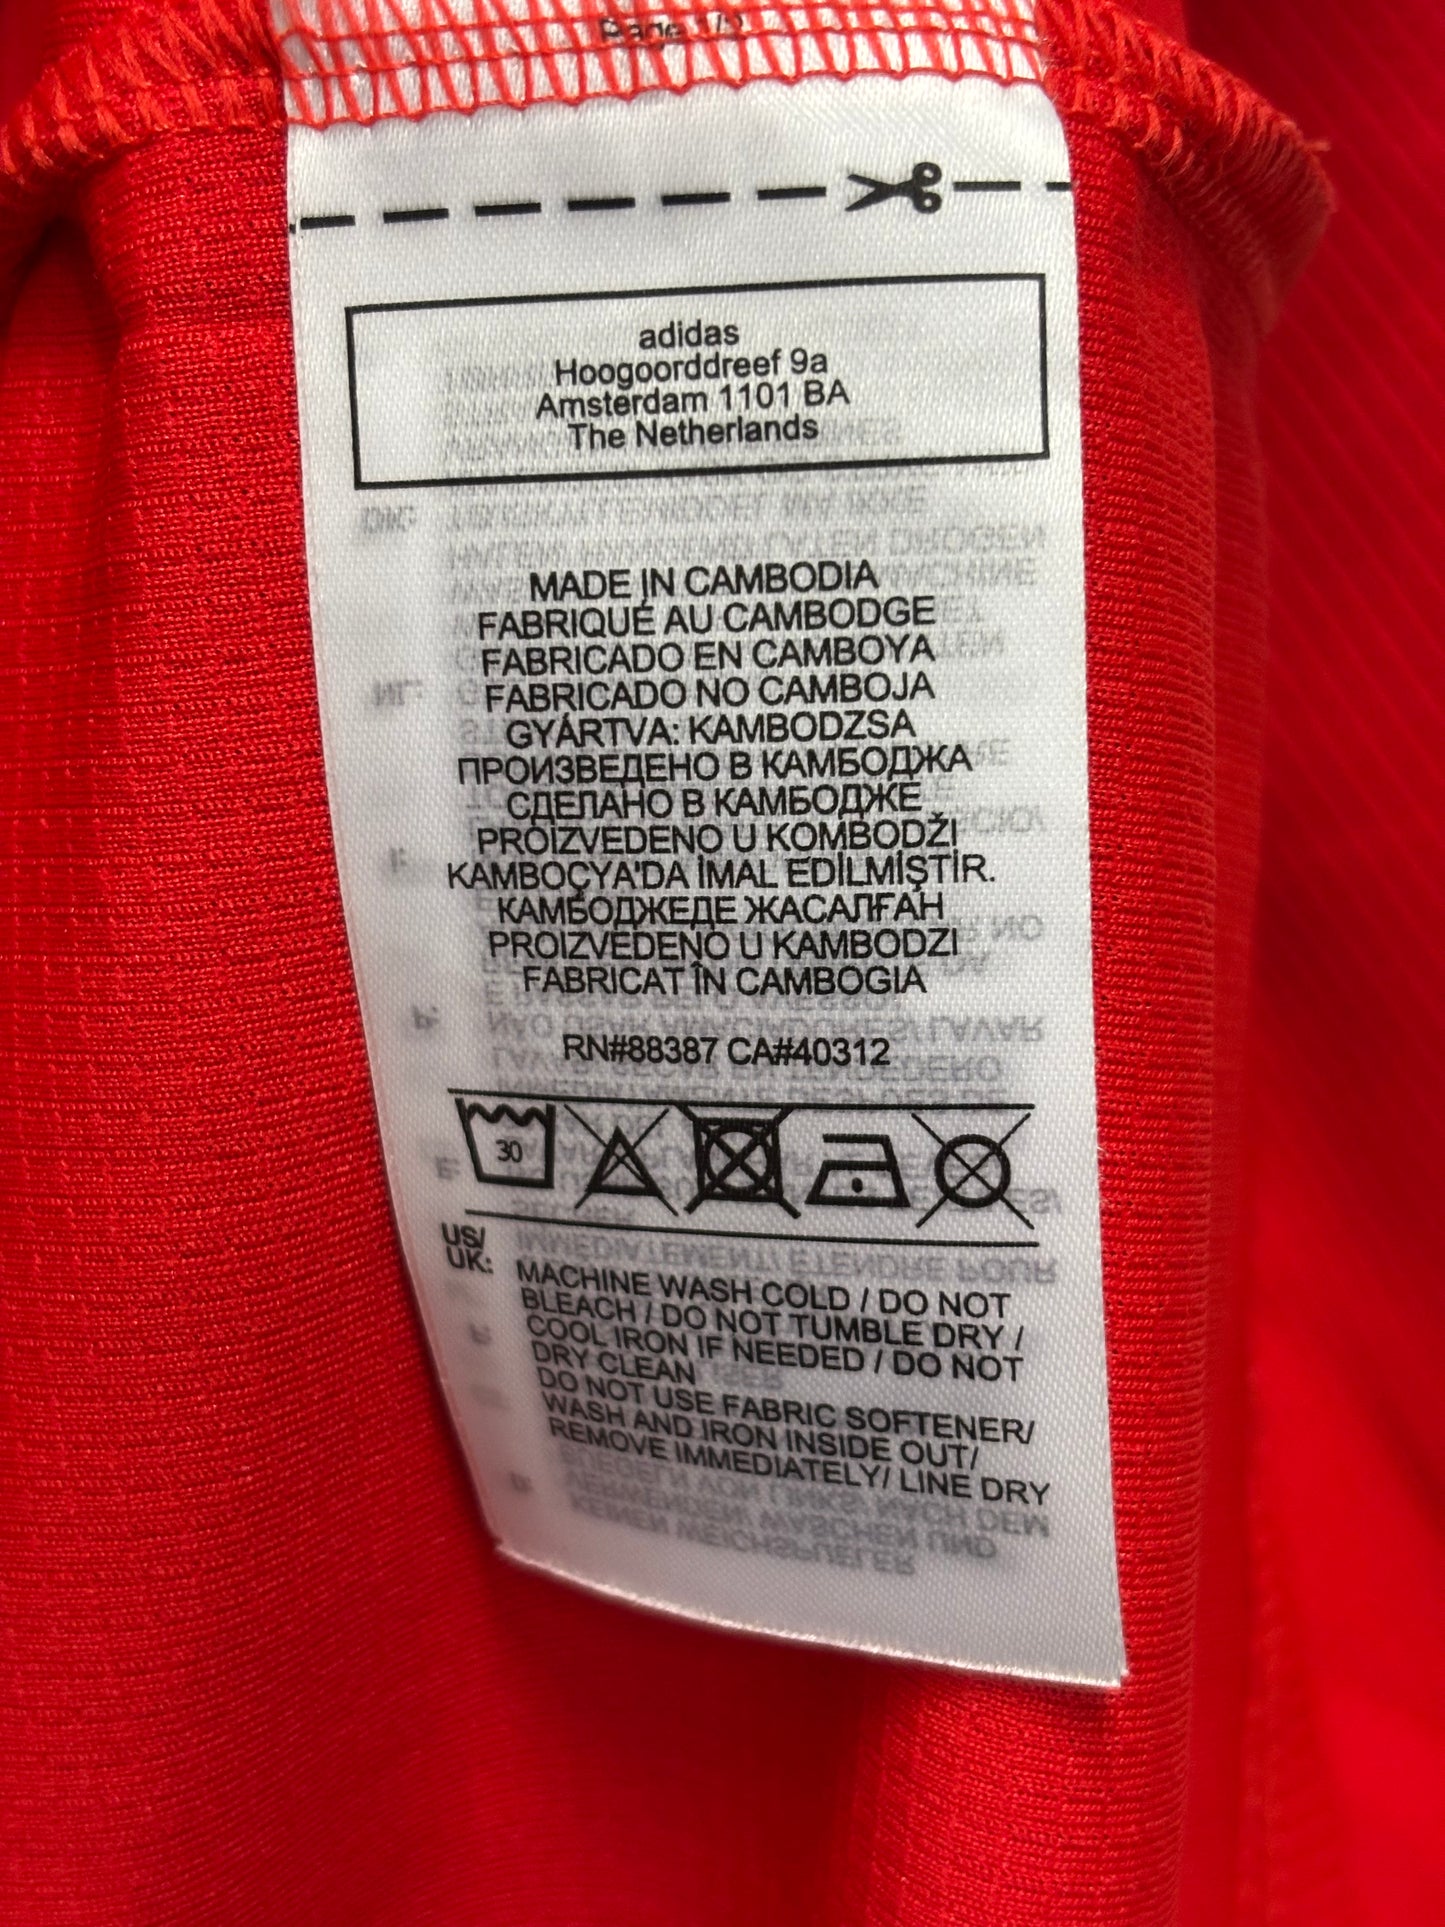 Page 1/2
adidas
Hoogoorddreef 9a
Amsterdam 1101 BA
The Netherlands
MADE IN CAMBODIA
FABRIQUÉ AU CAMBODGE
FABRICADO EN CAMBOYA
FABRICADO NO CAMBOJA
GYÁRTVA: KAMBODZSA
ПРОИЗВЕДЕНО В КАМБОДЖА
СДЕЛАНО В КАМБОДЖЕ
PROIZVEDENO U KOMBODŽI
KAMBOÇYA'DA İMAL EDİLMİŞTİR.
КАМБОДЖЕДЕ ЖАСАЛҒАН
PROIZVEDENO U KAMBODZI
FABRICAT ÎN CAMBOGIA
RN#88387 CA#40312
30
US/
UK:
MACHINE WASH COLD / DO NOT
BLEACH / DO NOT TUMBLE DRY /
COOL IRON IF NEEDED / DO NOT
DRY CLEAN
DO NOT USE FABRIC SOFTENER/
WASH AND IRON INSIDE OUT/
REMOVE IMMEDIATELY/ LINE DRY